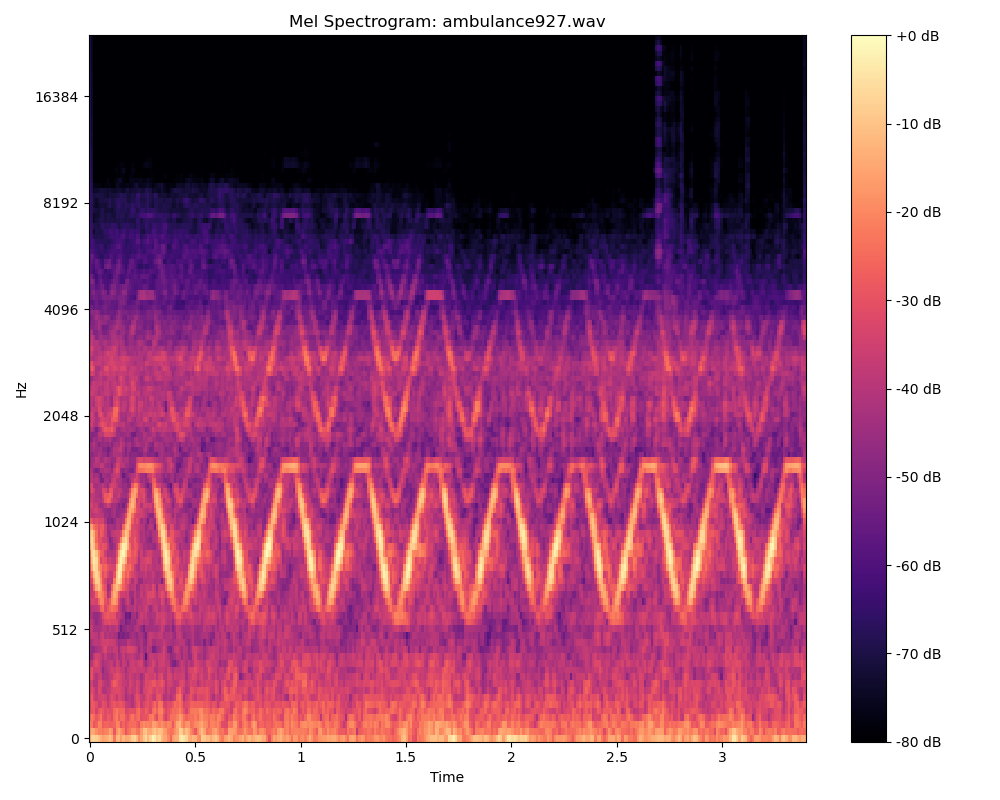 Mel Spectrogram: ambulance927.wav
+0 dB
16384
-10 dB
8192
-20 dB
4096
-30 dB
Hz
-40 dB
2048
-50 dB
1024
-60 dB
512
-70 dB
0
-80 dB
0 0.5 1 1.5 2 2.5 3
Time